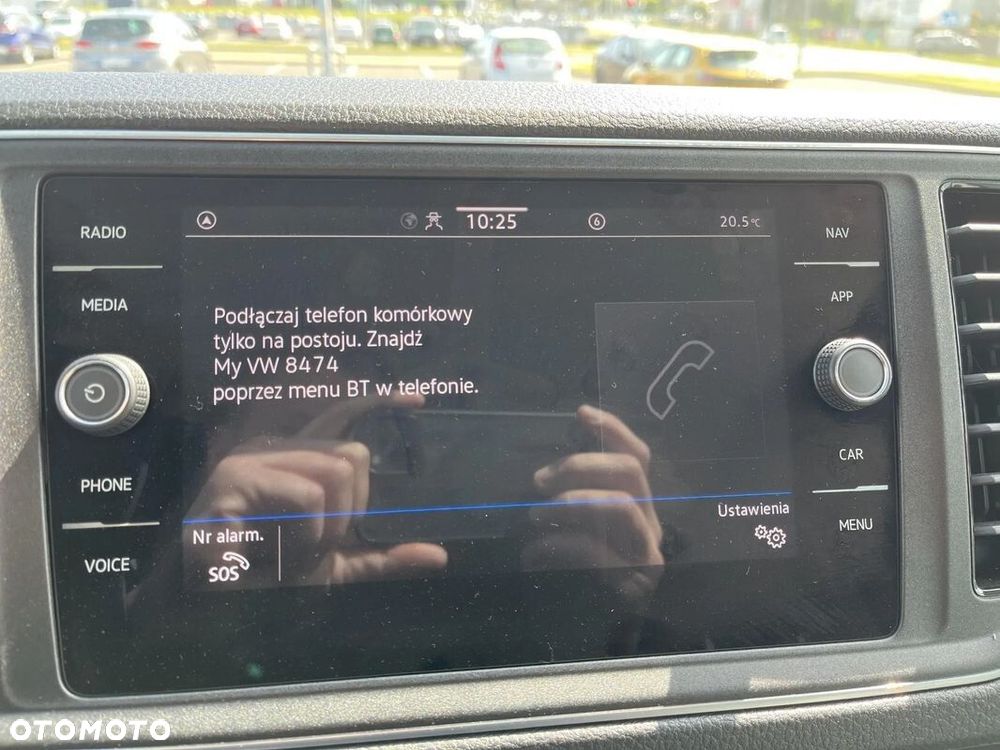 RADIO
MEDIA
PHONE
VOICE
10:25
6
20.5°C
Podłączaj telefon komórkowy
tylko na postoju. Znajdź
My VW 8474
poprzez menu BT w telefonie.
Nr alarm.
SOS
Ustawienia
NAV
APP
CAR
MENU
OTOMOTO